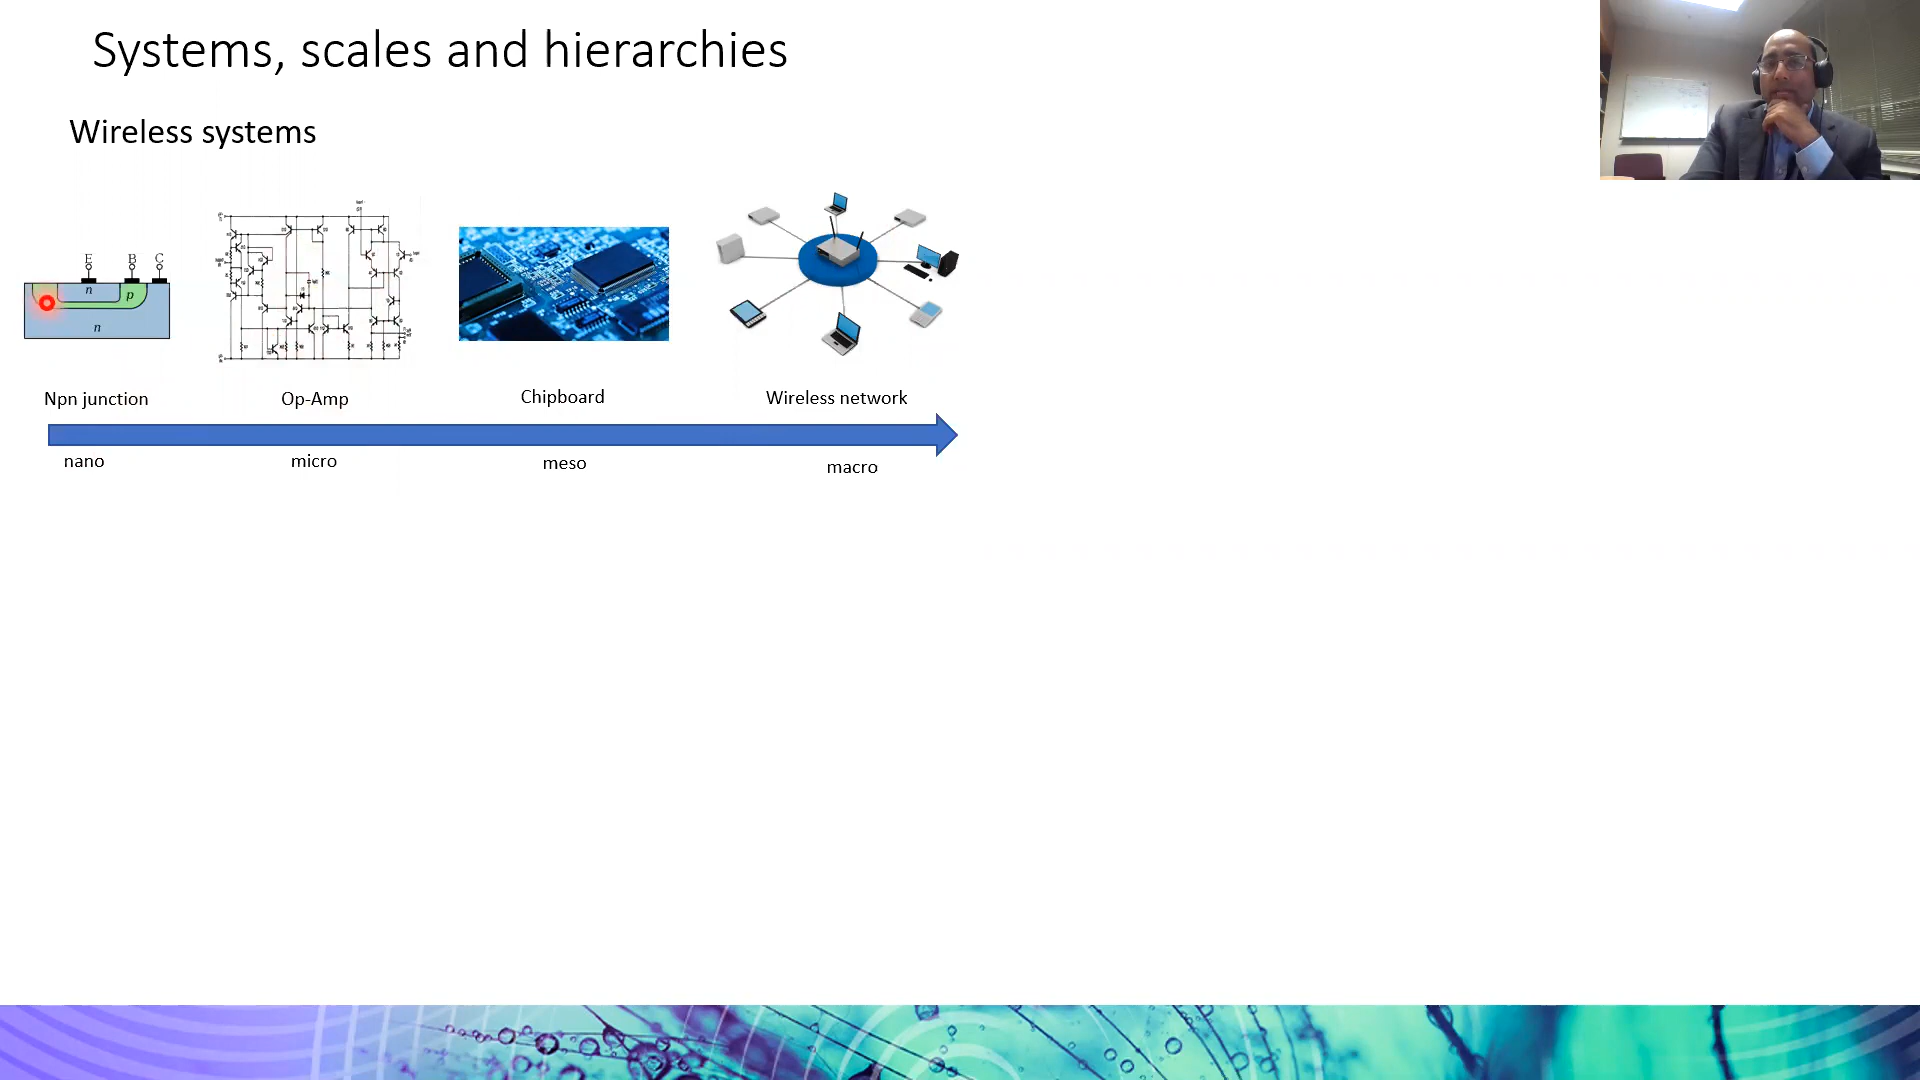 Systems, scales and hierarchies
Wireless systems
E B C
n p
n
Npn junction
Op-Amp
Chipboard
Wireless network
nano
micro
meso
macro